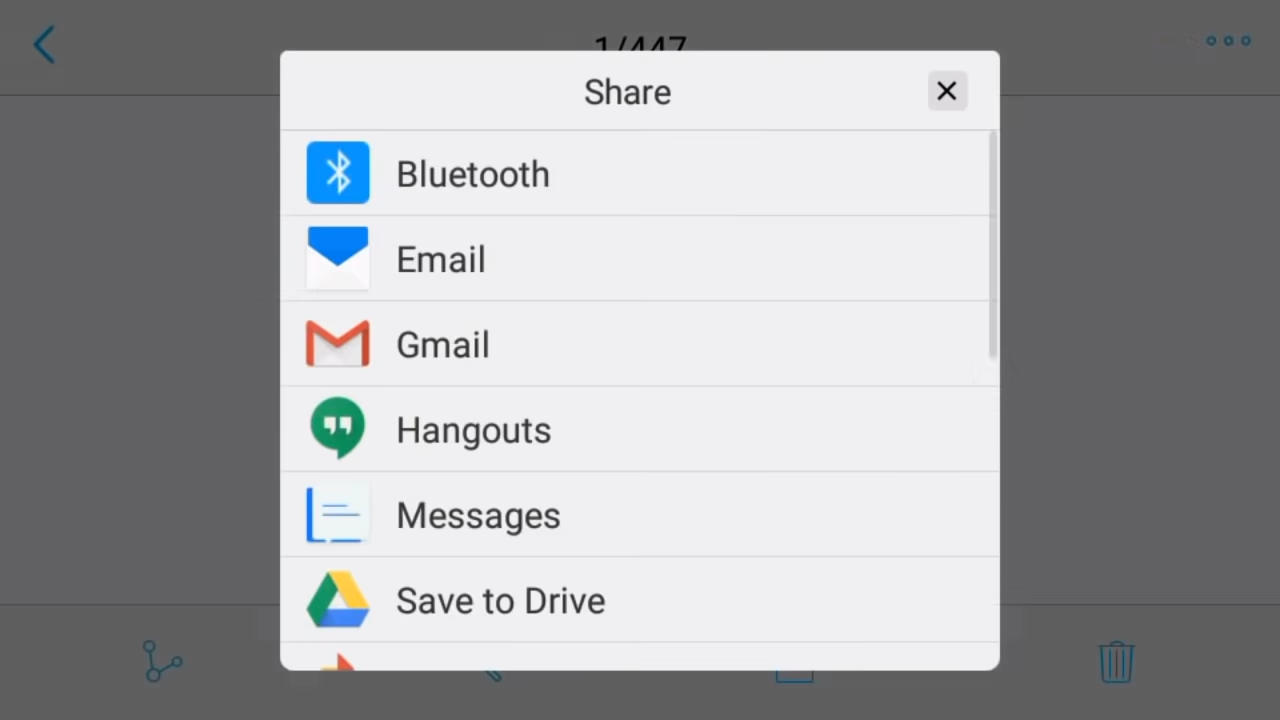 1/447
Share
Bluetooth
Email
Gmail
Hangouts
Messages
Save to Drive